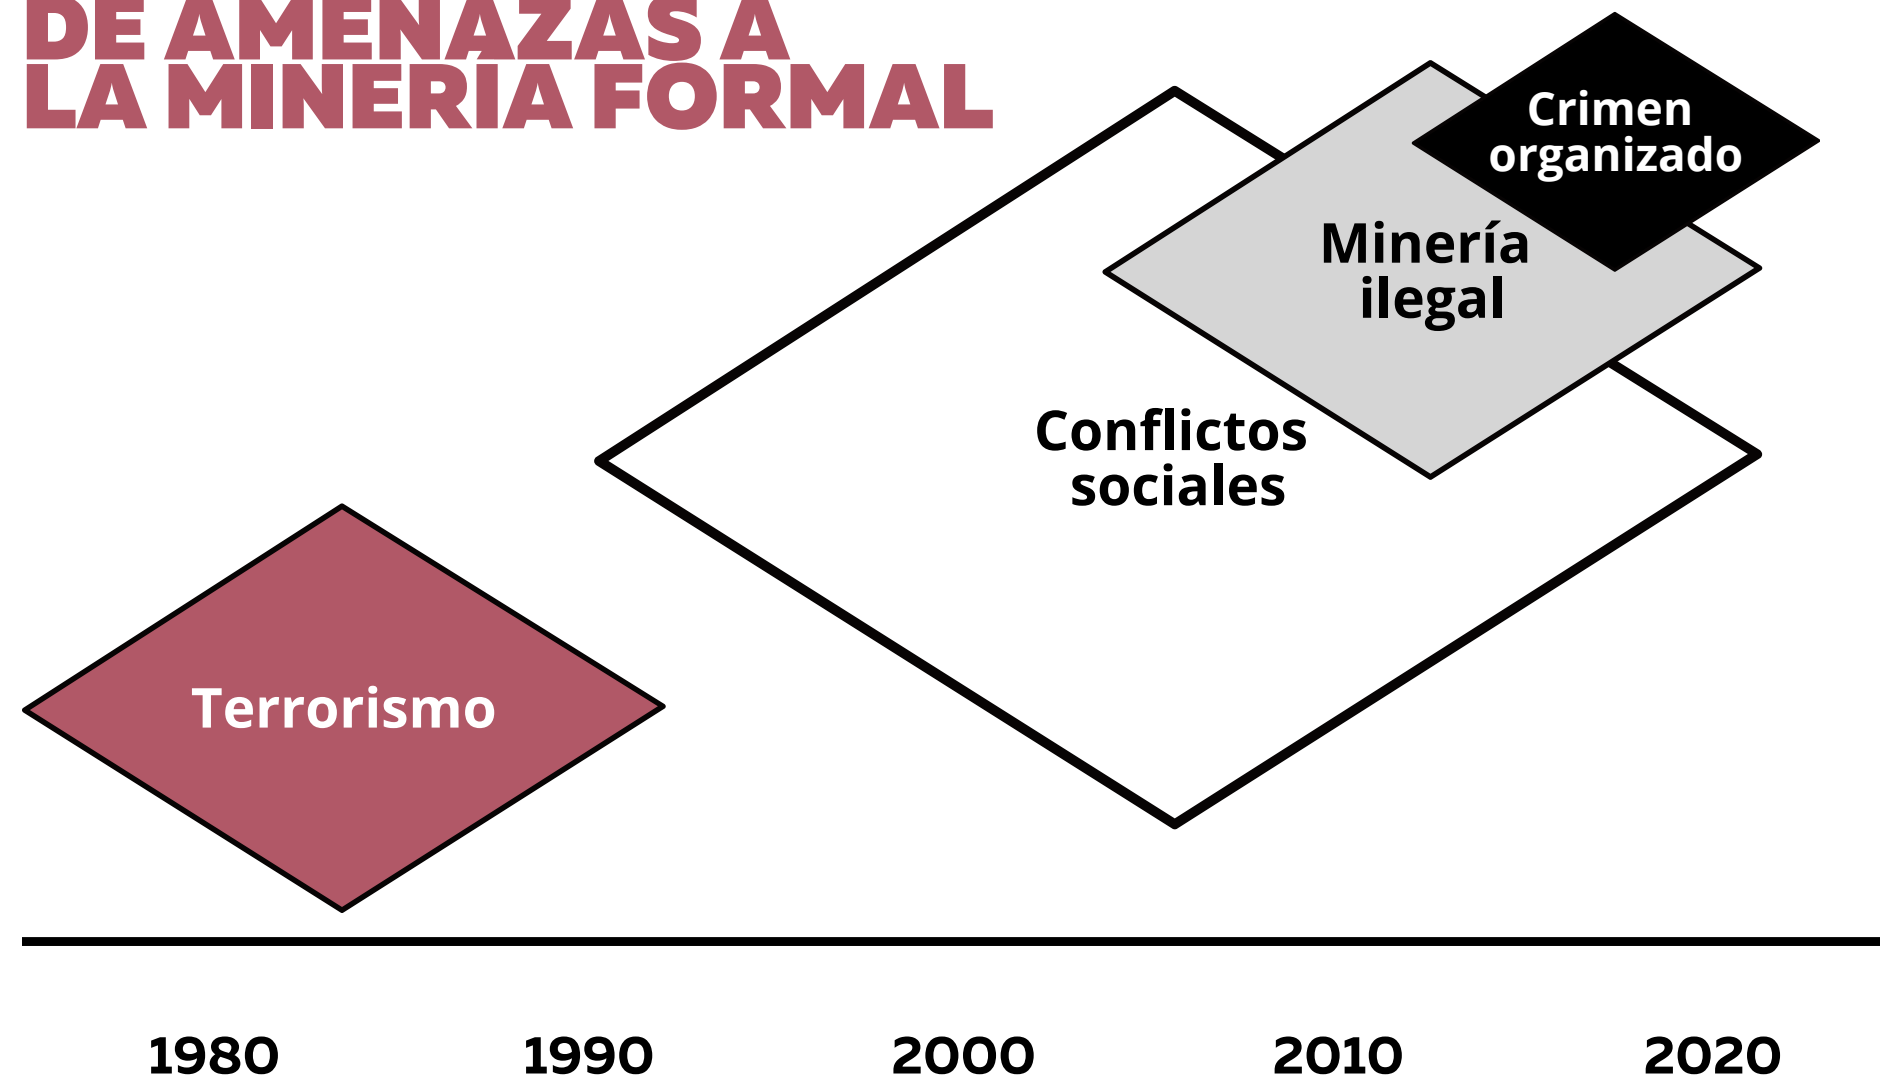 DE AMENAZAS A
LA MINERÍA FORMAL
Crimen
organizado
Minería
ilegal
Conflictos
sociales
Terrorismo
1980
1990
2000
2010
2020